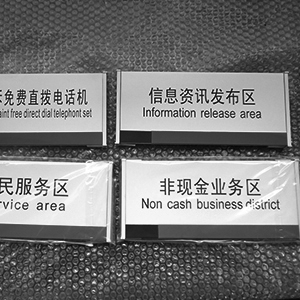 免费直拨电话机
aint free direct dial telephont set
信息资讯发布区
Information release area
民服务区
rvice area
非现金业务区
Non cash business district